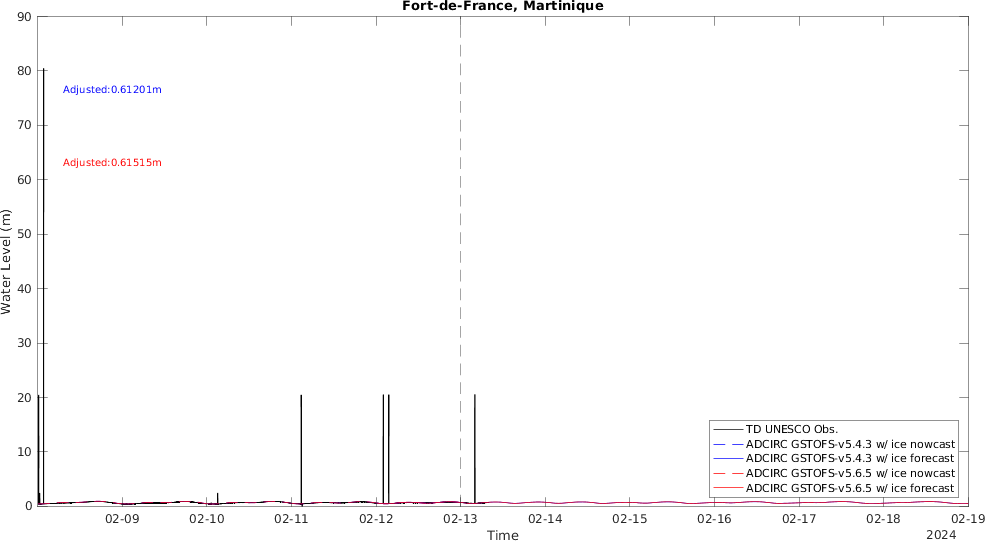 Fort-de-France, Martinique
90
80
70
60
50
40
30
20
10
0
Water Level (m)
Adjusted:0.61201m
Adjusted:0.61515m
TD UNESCO Obs.
ADCIRC GSTOFS-v5.4.3 w/ ice nowcast
ADCIRC GSTOFS-v5.4.3 w/ ice forecast
ADCIRC GSTOFS-v5.6.5 w/ ice nowcast
ADCIRC GSTOFS-v5.6.5 w/ ice forecast
02-09 02-10 02-11 02-12 02-13 02-14 02-15 02-16 02-17 02-18 02-19
Time
2024